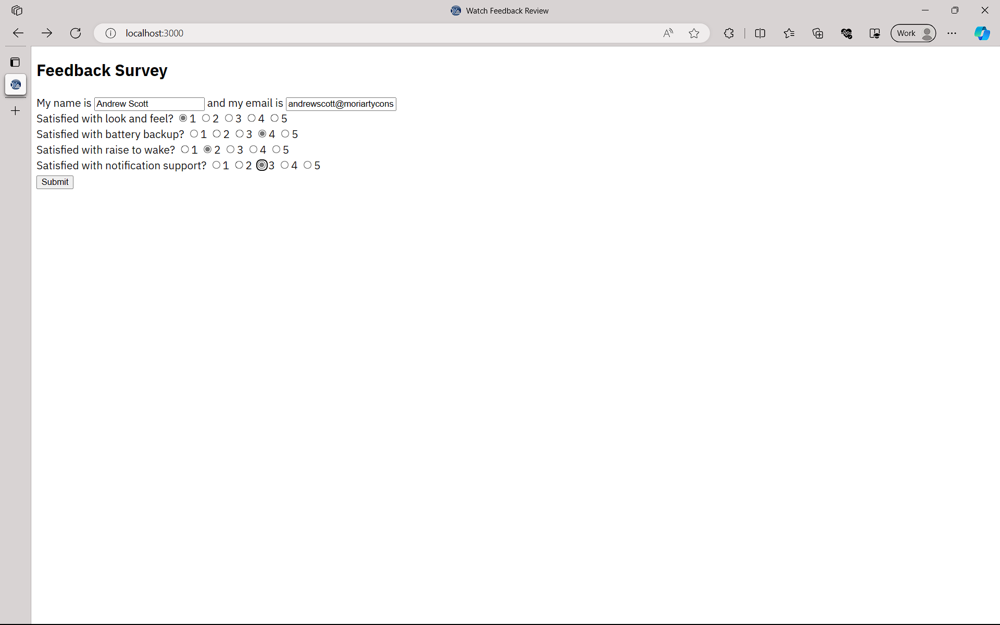 Watch Feedback Review
localhost:3000
Work
Feedback Survey
My name is Andrew Scott and my email is andrewscott@moriartycons
Satisfied with look and feel? 1 2 3 4 5
Satisfied with battery backup? 1 2 3 4 5
Satisfied with raise to wake? 1 2 3 4 5
Satisfied with notification support? 1 2 3 4 5
Submit